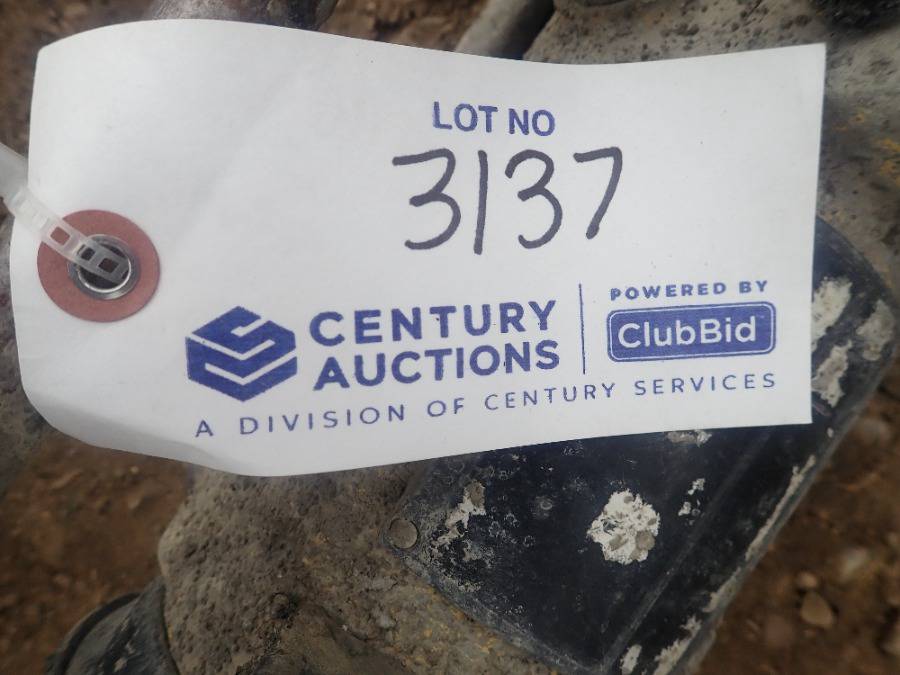 LOT NO
3137
CENTURY
AUCTIONS
POWERED BY
ClubBid
A DIVISION OF CENTURY SERVICES